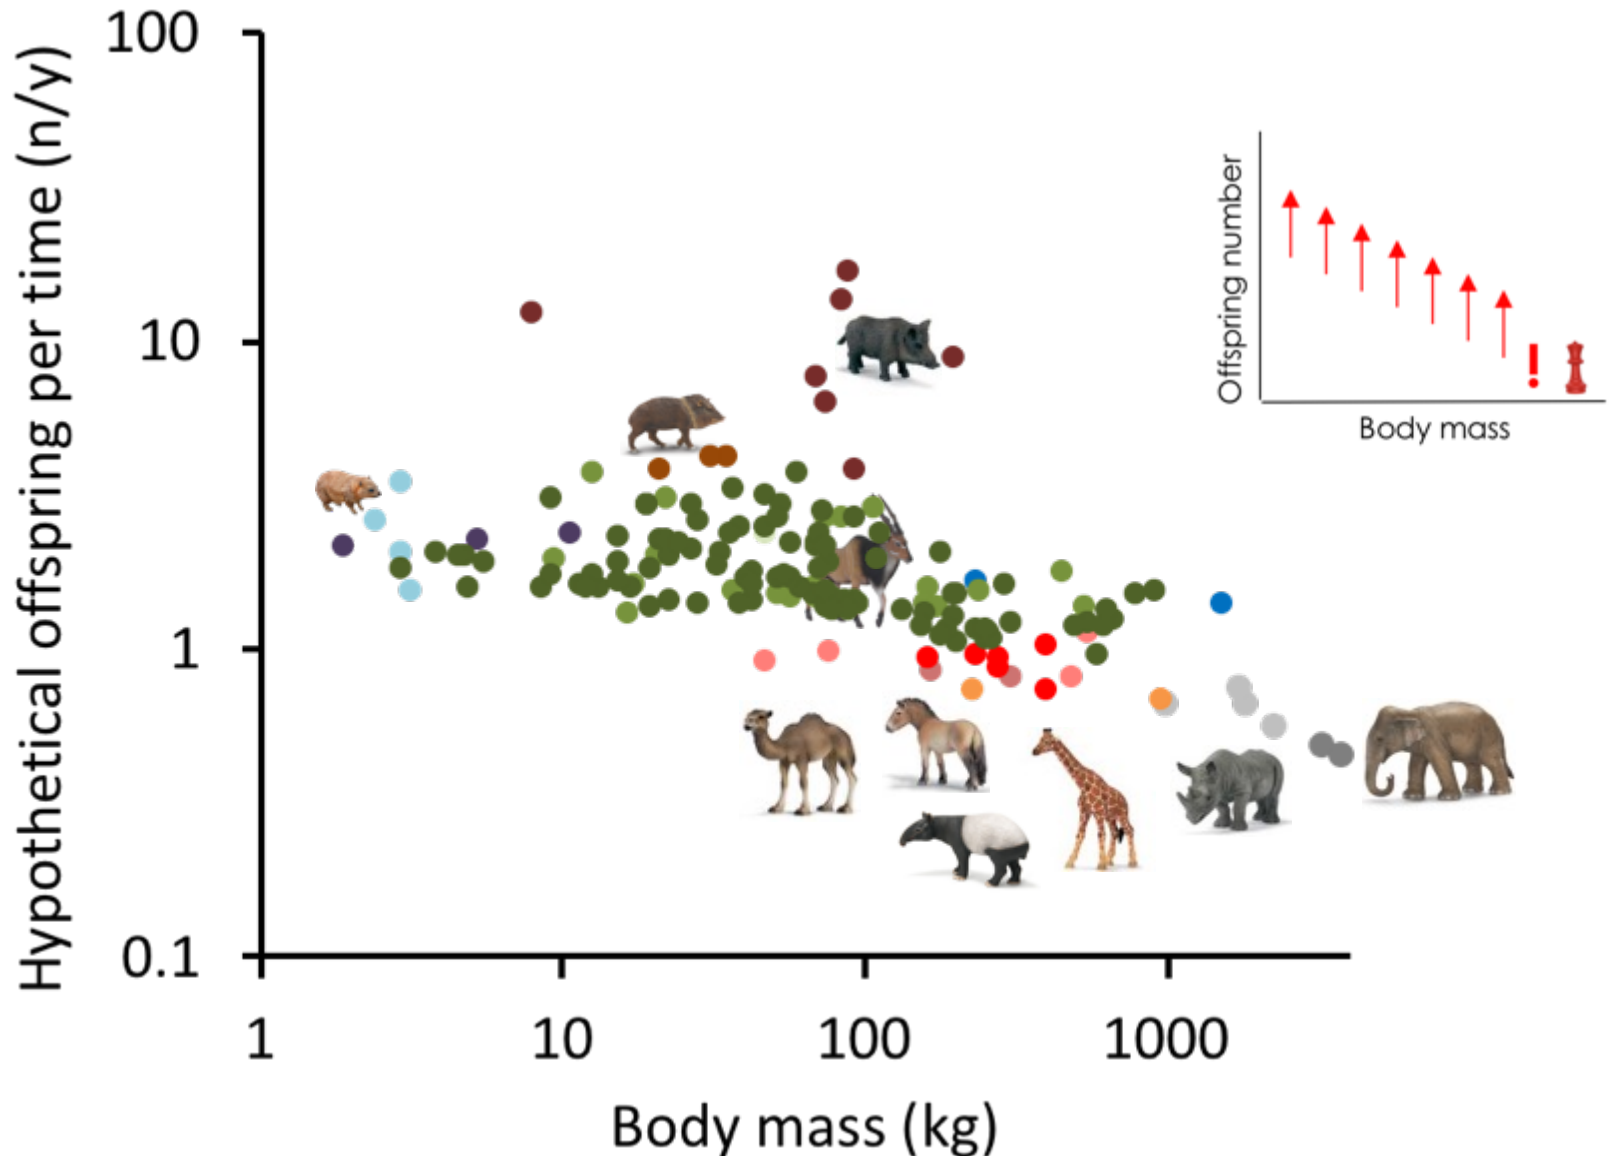 Hypothetical offspring per time (n/y)
100
10
1
0.1
1
10
100
1000
Body mass (kg)
Offspring number
Body mass